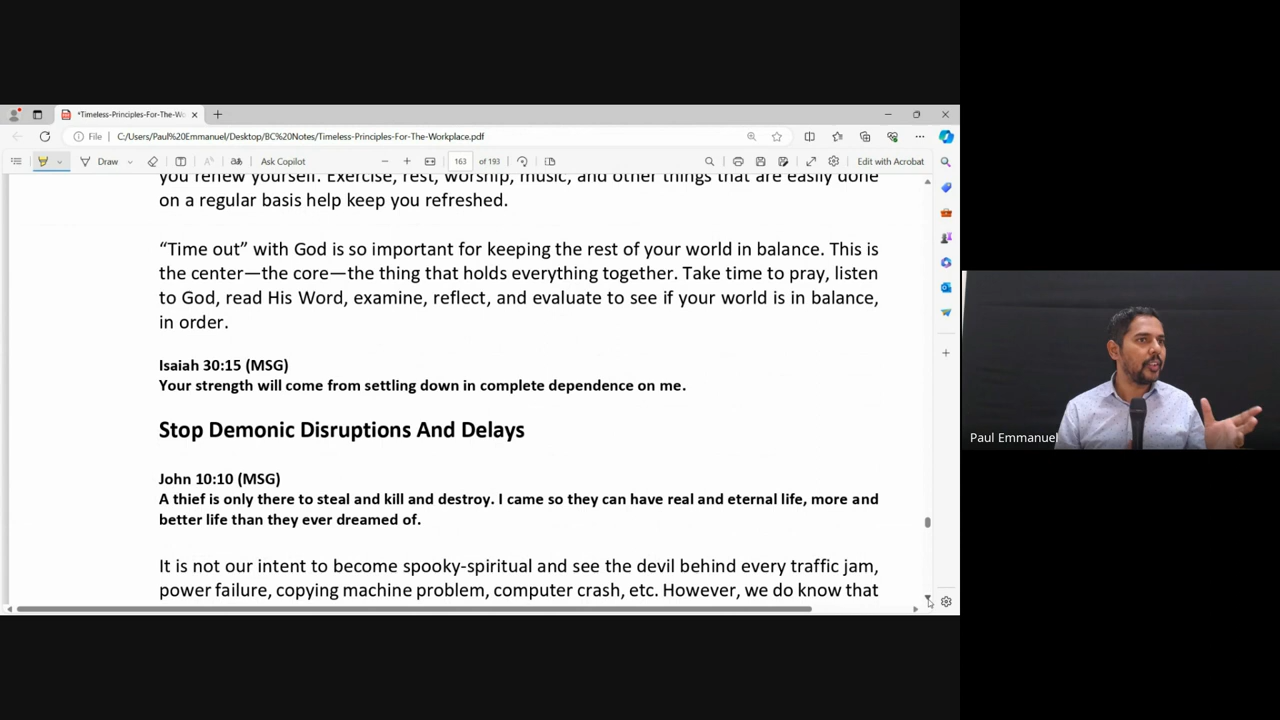 *Timeless-Principles-For-The-Wo
File
C:/Users/Paul%20Emmanuel/Desktop/BC%20Notes/Timeless-Principles-For-The-Workplace.pdf
Draw
Ask Copilot
163 of 193
Edit with Acrobat
you renew yourself. Exercise, rest, worship, music, and other things that are easily done
on a regular basis help keep you refreshed.
“Time out” with God is so important for keeping the rest of your world in balance. This is
the center—the core—the thing that holds everything together. Take time to pray, listen
to God, read His Word, examine, reflect, and evaluate to see if your world is in balance,
in order.
Isaiah 30:15 (MSG)
Your strength will come from settling down in complete dependence on me.
Stop Demonic Disruptions And Delays
John 10:10 (MSG)
A thief is only there to steal and kill and destroy. I came so they can have real and eternal life, more and
better life than they ever dreamed of.
It is not our intent to become spooky-spiritual and see the devil behind every traffic jam,
power failure, copying machine problem, computer crash, etc. However, we do know that
Paul Emmanuel